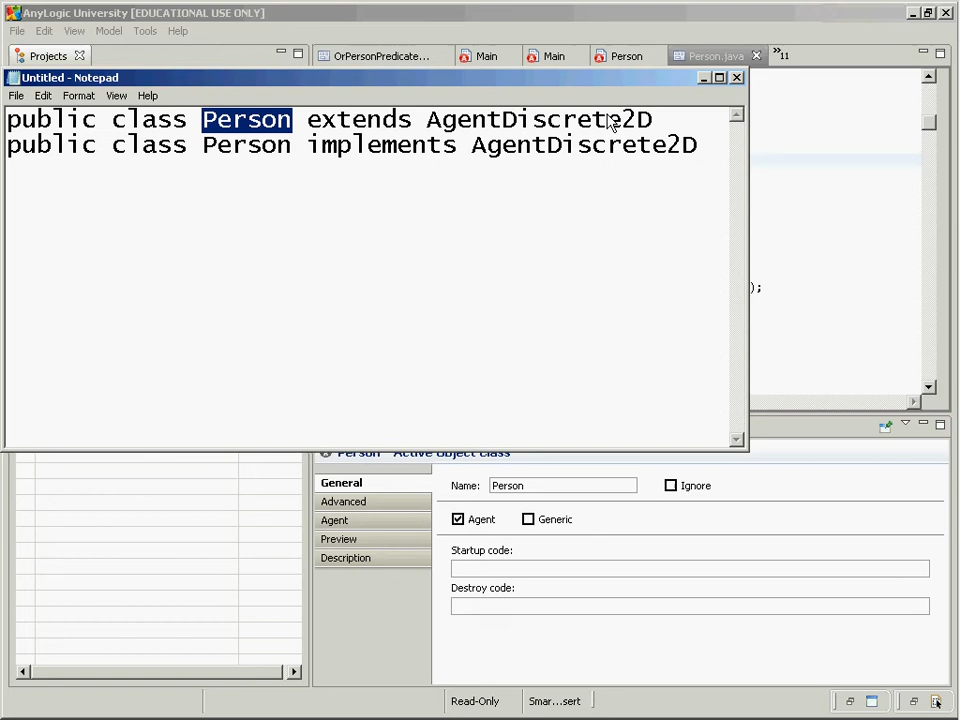 AnyLogic University [EDUCATIONAL USE ONLY]
File Edit View Model Tools Help
Projects OrPersonPredicate... Main Main Person Person.java »11
Untitled - Notepad
File Edit Format View Help
public class Person extends AgentDiscrete2D
public class Person implements AgentDiscrete2D
);
Person - Active Object Class
General
Advanced
Agent
Preview
Description
Name: Person Ignore
Agent Generic
Startup code:
Destroy code:
Read-Only Smar...sert